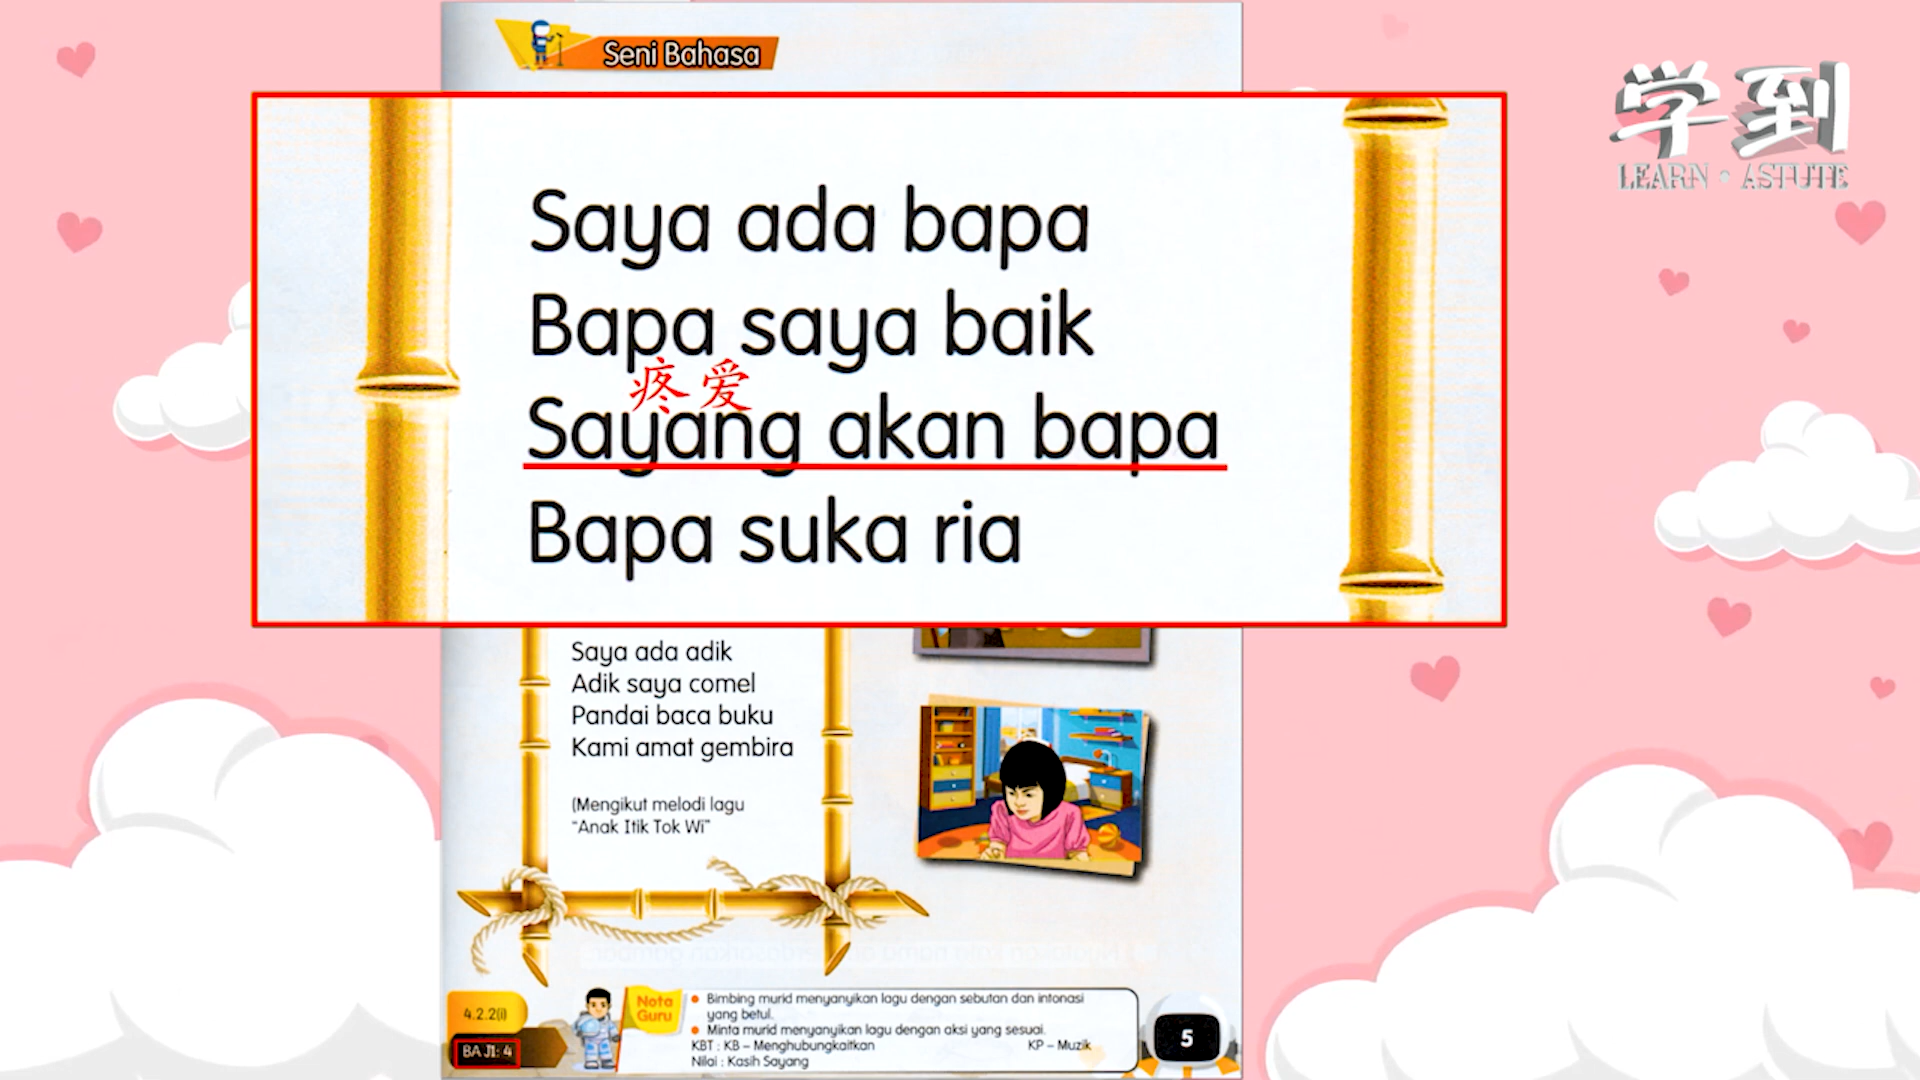 Seni Bahasa
学到
LEARN • ASTUTE
Saya ada bapa
Bapa saya baik
疼爱
Sayang akan bapa
Bapa suka ria
Saya ada adik
Adik saya comel
Pandai baca buku
Kami amat gembira
(Mengikut melodi lagu
“Anak Itik Tok Wi”
4.2.2(i)
BA Jl: 4
Nota
Guru
Bimbing murid menyanyikan lagu dengan sebutan dan intonasi
yang betul.
Minta murid menyanyikan lagu dengan aksi yang sesuai.
KBT : KB – Menghubungkaitkan KP – Muzik
Nilai : Kasih Sayang
5